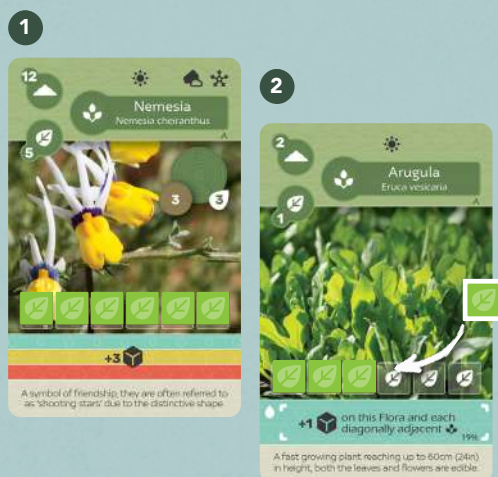 1
12
Nemesia
Nemesia cheiranthus
A
5
3
3
+3
A symbol of friendship, they are often referred to
as 'shooting stars' due to the distinctive shape.
2
2
Arugula
Eruca vesicaria
A
1
+1 on this Flora and each
diagonally adjacent
19%
A fast growing plant reaching up to 60cm (24in)
in height, both the leaves and flowers are edible.